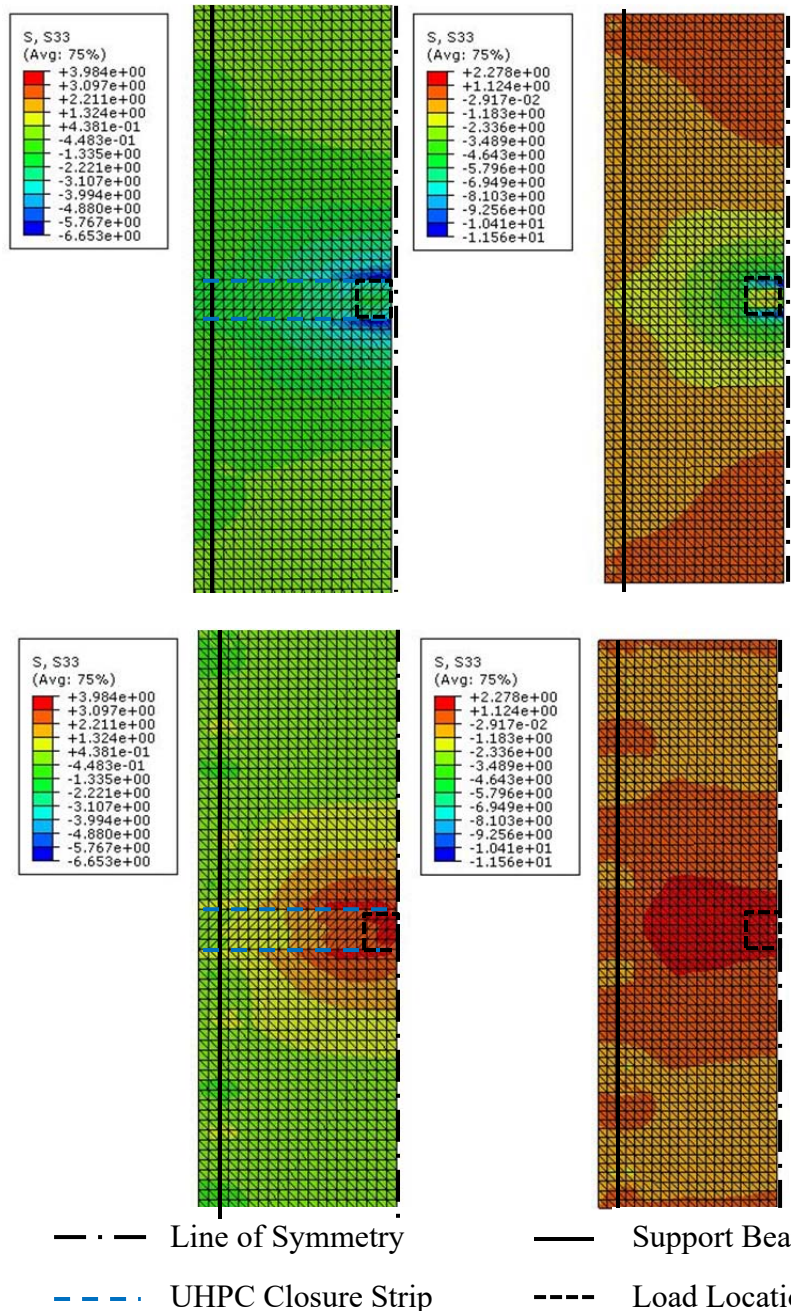 S, S33
(Avg: 75%)
+3.984e+00
+3.097e+00
+2.211e+00
+1.324e+00
+4.381e-01
-4.483e-01
-1.335e+00
-2.221e+00
-3.107e+00
-3.994e+00
-4.880e+00
-5.767e+00
-6.653e+00
S, S33
(Avg: 75%)
+2.278e+00
+1.124e+00
-2.917e-02
-1.183e+00
-2.336e+00
-3.489e+00
-4.643e+00
-5.796e+00
-6.949e+00
-8.103e+00
-9.256e+00
-1.041e+01
-1.156e+01
S, S33
(Avg: 75%)
+3.984e+00
+3.097e+00
+2.211e+00
+1.324e+00
+4.381e-01
-4.483e-01
-1.335e+00
-2.221e+00
-3.107e+00
-3.994e+00
-4.880e+00
-5.767e+00
-6.653e+00
S, S33
(Avg: 75%)
+2.278e+00
+1.124e+00
-2.917e-02
-1.183e+00
-2.336e+00
-3.489e+00
-4.643e+00
-5.796e+00
-6.949e+00
-8.103e+00
-9.256e+00
-1.041e+01
-1.156e+01
Line of Symmetry
Support Bea
UHPC Closure Strip
Load Locatio